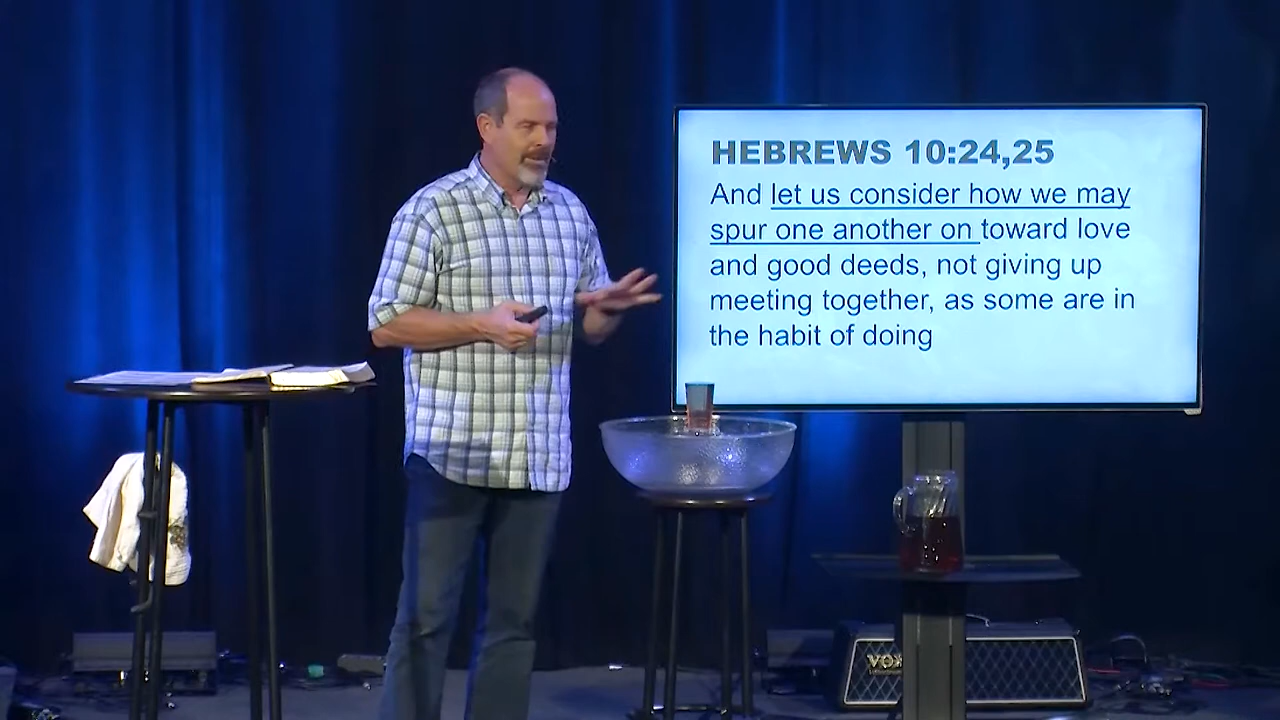 HEBREWS 10:24,25
And let us consider how we may
spur one another on toward love
and good deeds, not giving up
meeting together, as some are in
the habit of doing
VOX